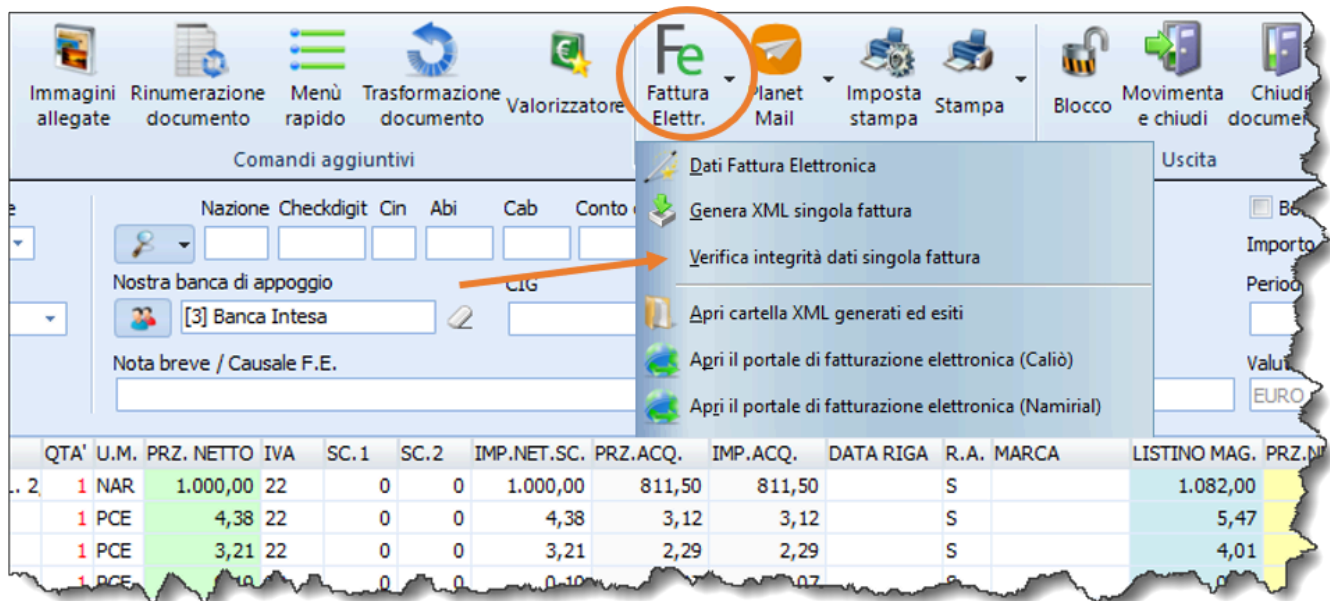 Fe
Immagini allegate
Rinumerazione documento
Menù rapido
Trasformazione documento
Valorizzatore
Fattura Elettr.
Planet Mail
Imposta stampa
Stampa
Blocco
Movimenta e chiudi
Chiudi
Comandi aggiuntivi
Uscita
Dati Fattura Elettronica
Genera XML singola fattura
Verifica integrità dati singola fattura
Apri cartella XML generati ed esiti
Apri il portale di fatturazione elettronica (Caliò)
Apri il portale di fatturazione elettronica (Namirial)
Nazione Checkdigit Cin Abi Cab Conto
Importo
Nostra banca di appoggio CIG
[3] Banca Intesa
Nota breve / Causale F.E.
EURO
QTA' U.M. PRZ. NETTO IVA SC.1 SC.2 IMP.NET.SC. PRZ.ACQ. IMP.ACQ. DATA RIGA R.A. MARCA LISTINO MAG.
1 NAR 1.000,00 22 0 0 1.000,00 811,50 811,50 S 1.082,00
1 PCE 4,38 22 0 0 4,38 3,12 3,12 S 5,47
1 PCE 3,21 22 0 0 3,21 2,29 2,29 S 4,01